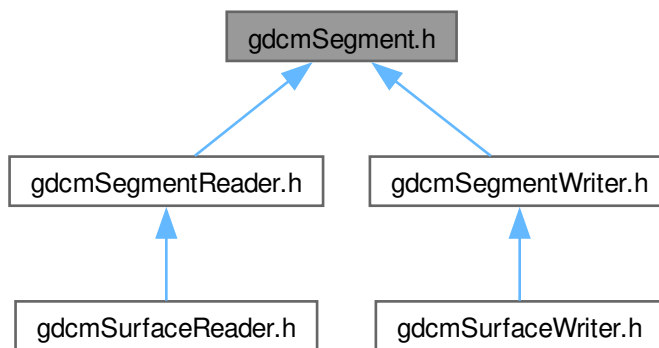 gdcmSegment.h
gdcmSegmentReader.h
gdcmSegmentWriter.h
gdcmSurfaceReader.h
gdcmSurfaceWriter.h